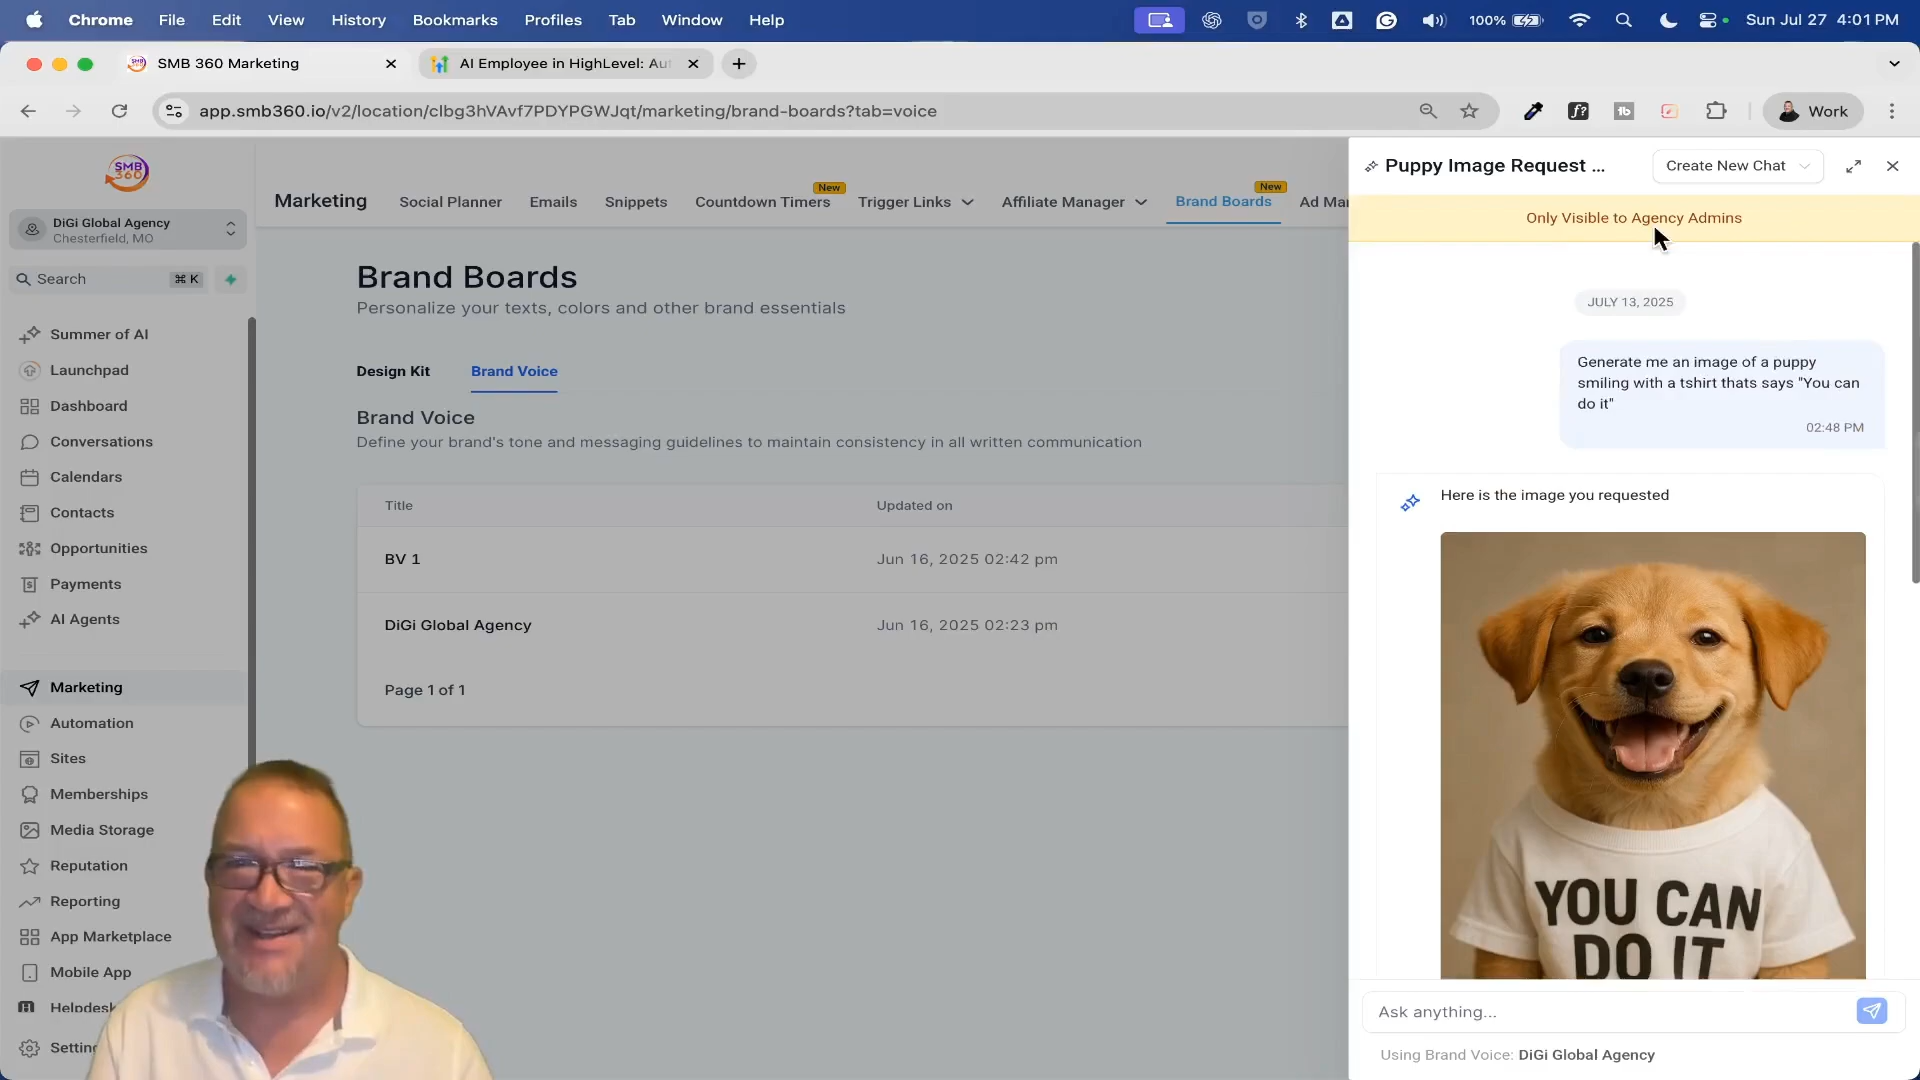 Chrome File Edit View History Bookmarks Profiles Tab Window Help 100% Sun Jul 27 4:01 PM
SMB 360 Marketing
AI Employee in HighLevel: Au
app.smb360.io/v2/location/clbg3hVAvf7PDYPGWJqt/marketing/brand-boards?tab=voice
Work
SMB
360
DiGi Global Agency
Chesterfield, MO
Search ⌘ K
Summer of AI
Launchpad
Dashboard
Conversations
Calendars
Contacts
Opportunities
Payments
AI Agents
Marketing
Automation
Sites
Memberships
Media Storage
Reputation
Reporting
App Marketplace
Mobile App
Helpdesk
Settin
Marketing Social Planner Emails Snippets Countdown Timers New Trigger Links Affiliate Manager Brand Boards New Ad Ma
Brand Boards
Personalize your texts, colors and other brand essentials
Design Kit Brand Voice
Brand Voice
Define your brand's tone and messaging guidelines to maintain consistency in all written communication
Title Updated on
BV 1 Jun 16, 2025 02:42 pm
DiGi Global Agency Jun 16, 2025 02:23 pm
Page 1 of 1
Puppy Image Request ... Create New Chat
Only Visible to Agency Admins
JULY 13, 2025
Generate me an image of a puppy
smiling with a tshirt thats says "You can
do it"
02:48 PM
Here is the image you requested
YOU CAN
DO IT
Ask anything...
Using Brand Voice: DiGi Global Agency